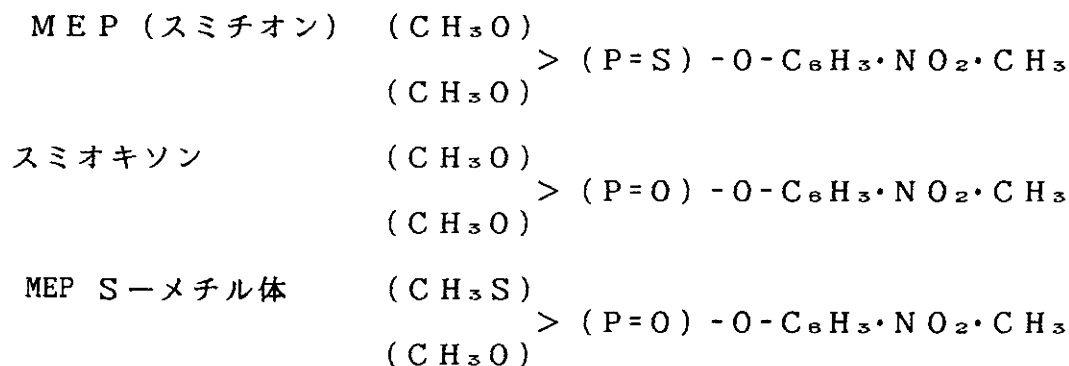 MEP (スミチオン) (CH₃O)
> (P=S) -O-C₆H₃·NO₂·CH₃
(CH₃O)
スミオキソン (CH₃O)
> (P=O) -O-C₆H₃·NO₂·CH₃
(CH₃O)
MEP S-メチル体 (CH₃S)
> (P=O) -O-C₆H₃·NO₂·CH₃
(CH₃O)